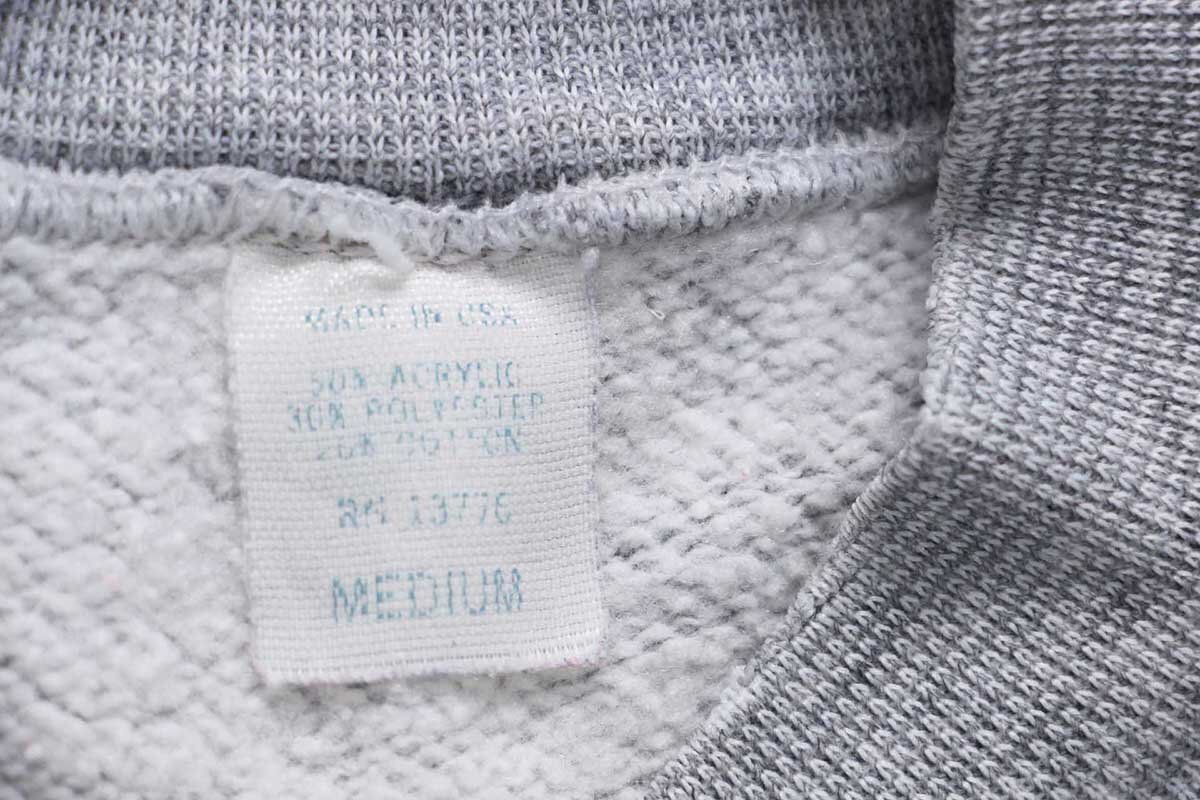 MADE IN USA
50% ACRYLIC
30% POLYESTER
20% COTTON
RN 13776
MEDIUM